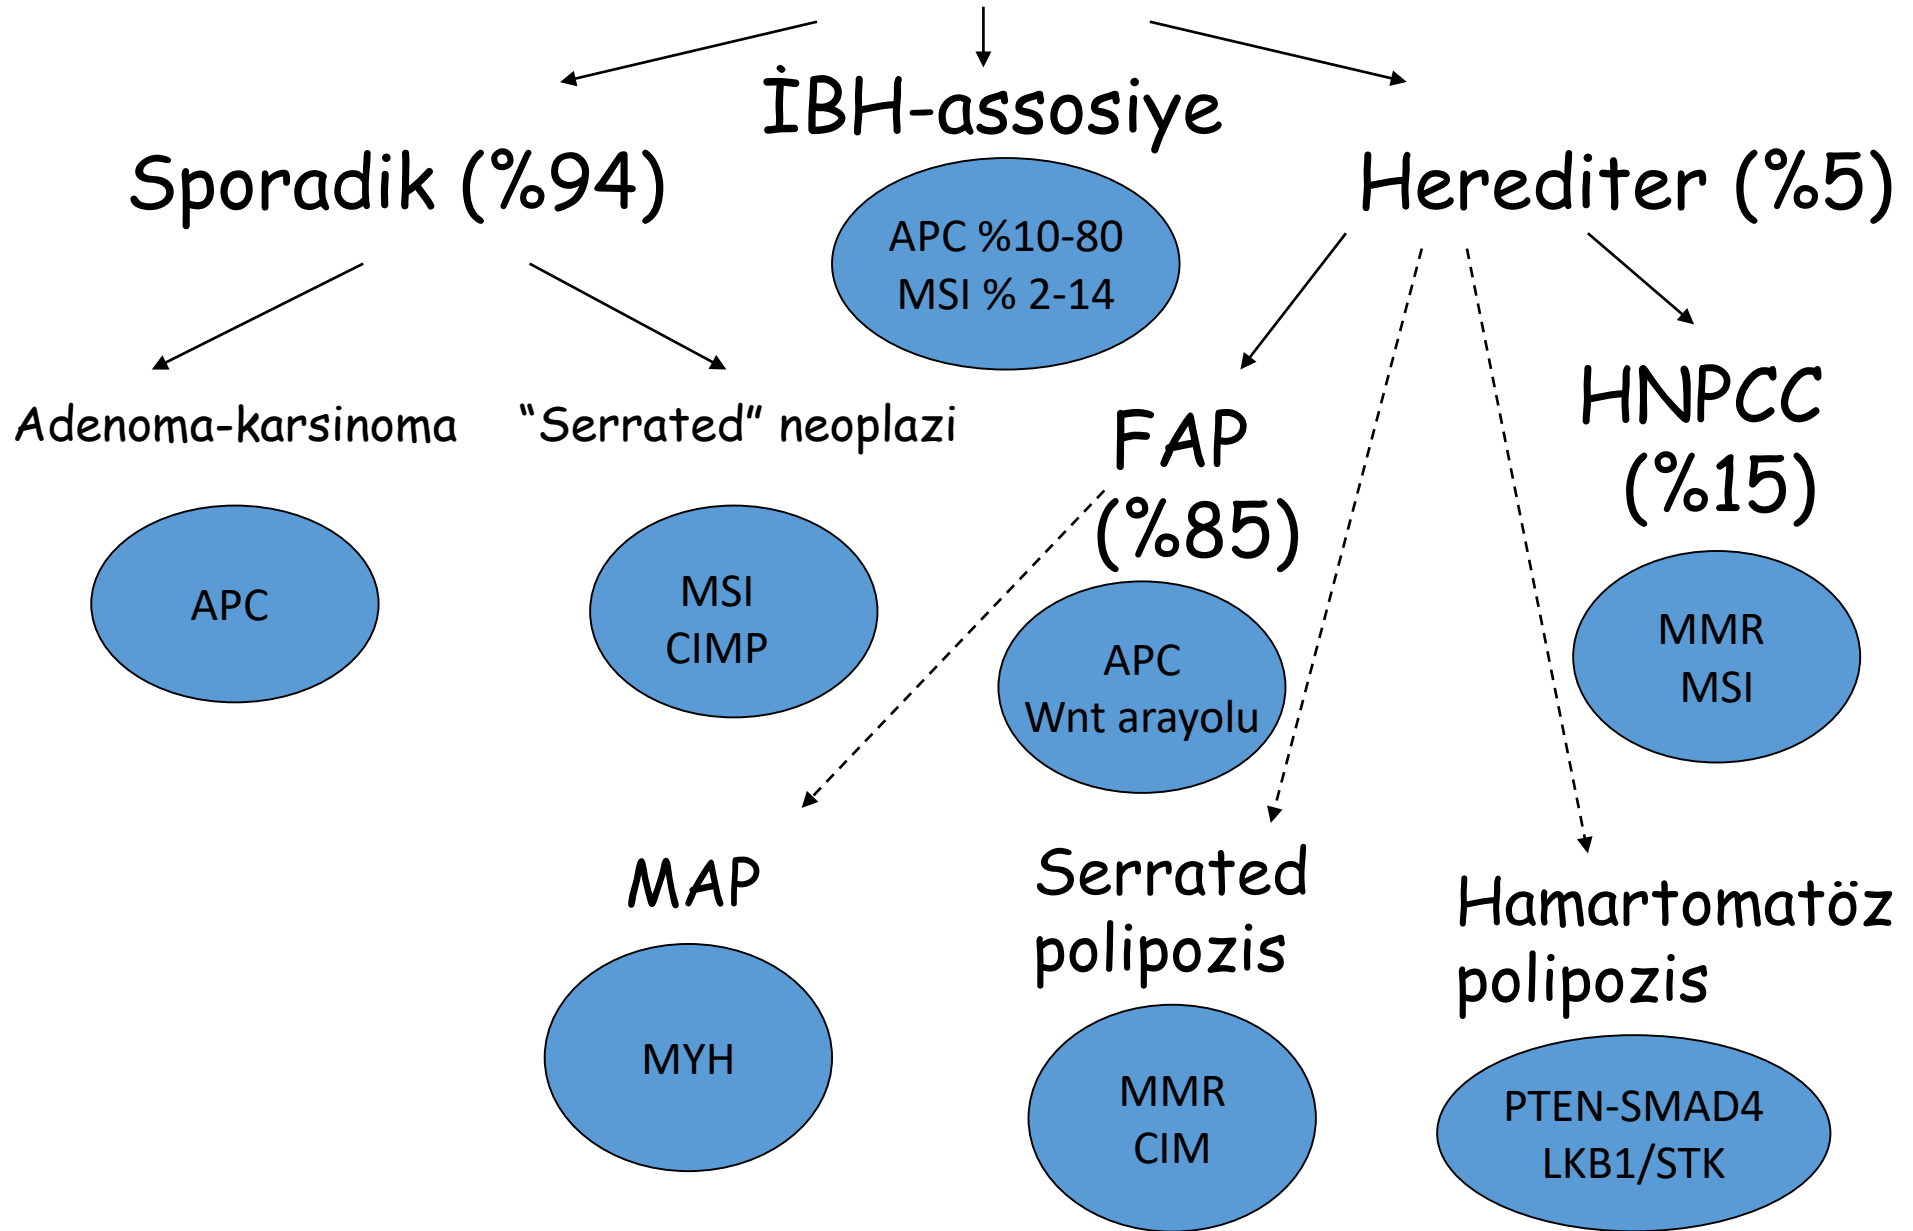 İBH-assosiye
Sporadik (%94)
Herediter (%5)
APC %10-80
MSI % 2-14
Adenoma-karsinoma
“Serrated” neoplazi
FAP
(%85)
HNPCC
(%15)
APC
MSI
CIMP
APC
Wnt arayolu
MMR
MSI
MAP
Serrated
polipozis
Hamartomatöz
polipozis
MYH
MMR
CIM
PTEN-SMAD4
LKB1/STK